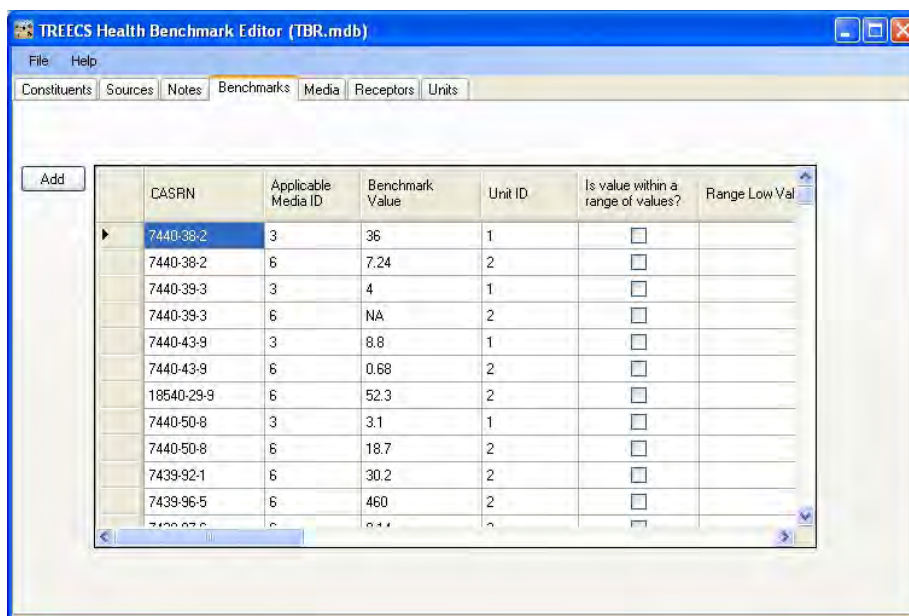 TREECS Health Benchmark Editor (TBR.mdb)
File Help
Constituents Sources Notes Benchmarks Media Receptors Units
Add
CASRN Applicable Media ID Benchmark Value Unit ID Is value within a range of values? Range Low Val
7440-38-2 3 36 1
7440-38-2 6 7.24 2
7440-39-3 3 4 1
7440-39-3 6 NA 2
7440-43-9 3 8.8 1
7440-43-9 6 0.68 2
18540-29-9 6 52.3 2
7440-50-8 3 3.1 1
7440-50-8 6 18.7 2
7439-92-1 6 30.2 2
7439-96-5 6 460 2